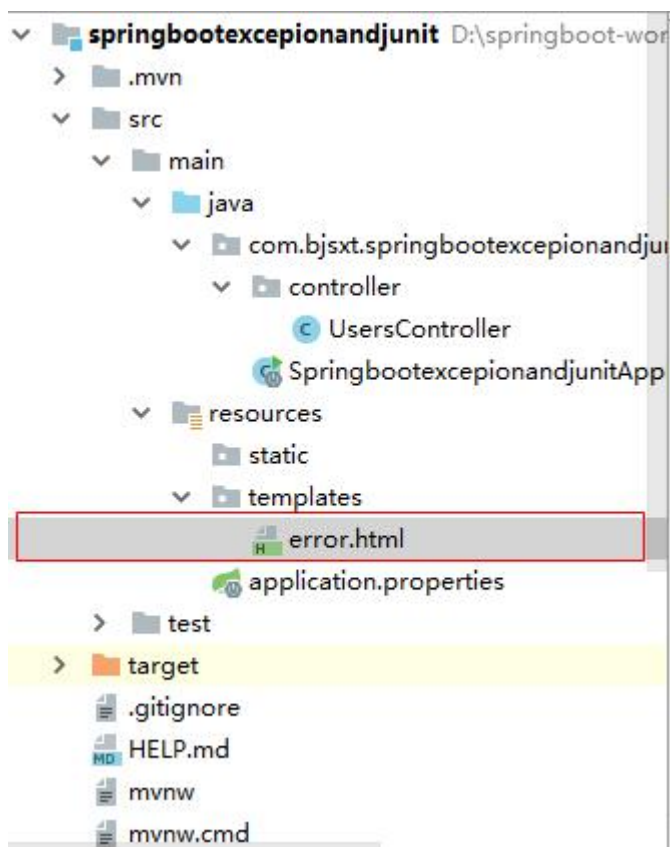 springbootexcepionandjunit D:\springboot-wor
.mvn
src
main
java
com.bjsxt.springbootexcepionandju
controller
C UsersController
SpringbootexcepionandjunitApp
resources
static
templates
H error.html
application.properties
test
target
.gitignore
MD HELP.md
mvnw
mvnw.cmd